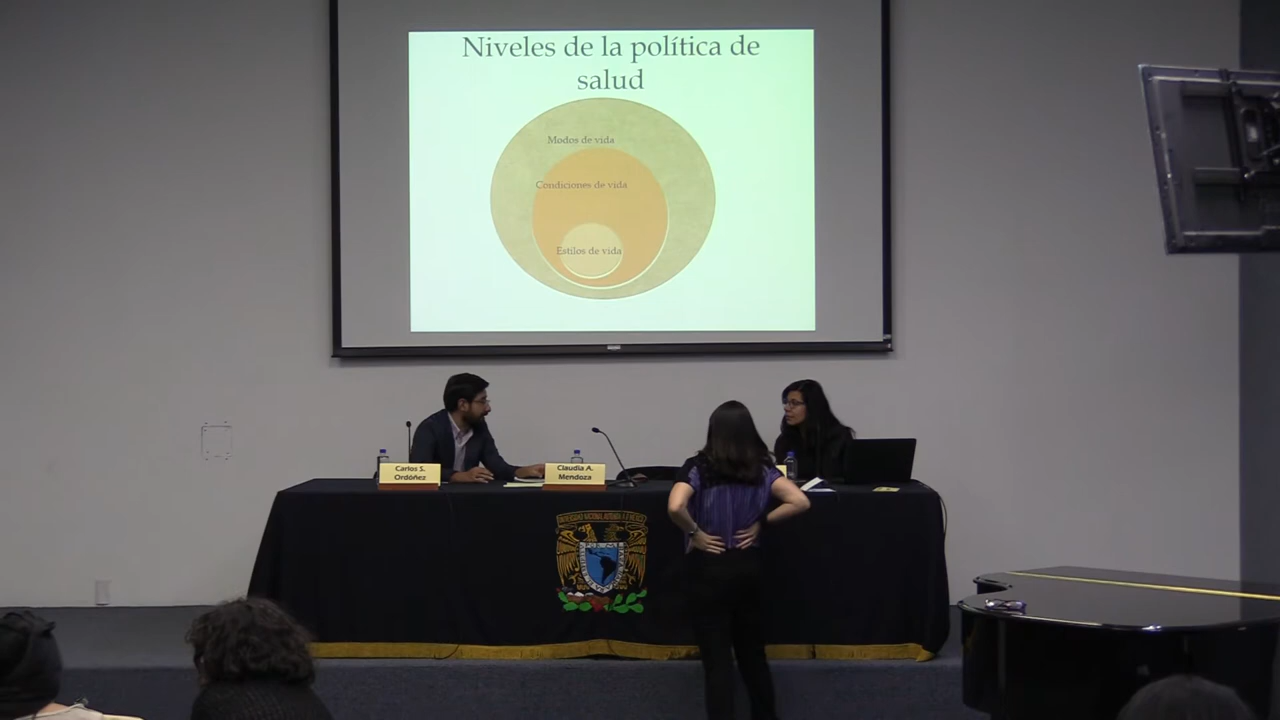 Niveles de la política de
salud
Modos de vida
Condiciones de vida
Estilos de vida
Carlos S.
Ordóñez
Claudia A.
Mendoza